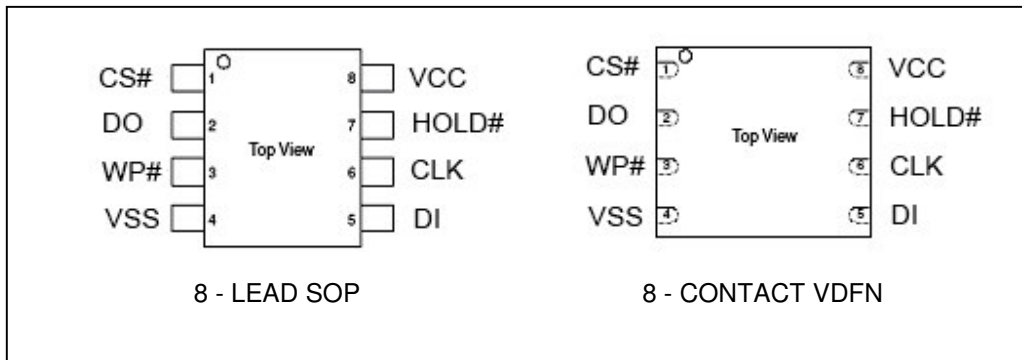 CS# 1 8 VCC
DO 2 7 HOLD#
Top View
WP# 3 6 CLK
VSS 4 5 DI
8 - LEAD SOP
CS# 1 8 VCC
DO 2 7 HOLD#
Top View
WP# 3 6 CLK
VSS 4 5 DI
8 - CONTACT VDFN